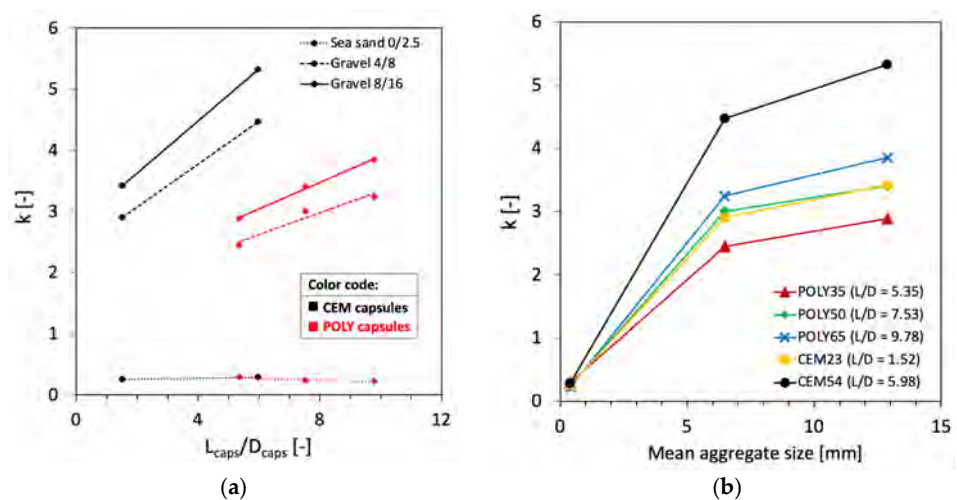 6
5
4
3
2
1
0
k [-]
0
4
8
12
L_caps/D_caps [-]
Sea sand 0/2.5
Gravel 4/8
Gravel 8/16
Color code:
CEM capsules
POLY capsules
(a)
6
5
4
3
2
1
0
k [-]
0
5
10
15
Mean aggregate size [mm]
POLY35 (L/D = 5.35)
POLY50 (L/D = 7.53)
POLY65 (L/D = 9.78)
CEM23 (L/D = 1.52)
CEM54 (L/D = 5.98)
(b)